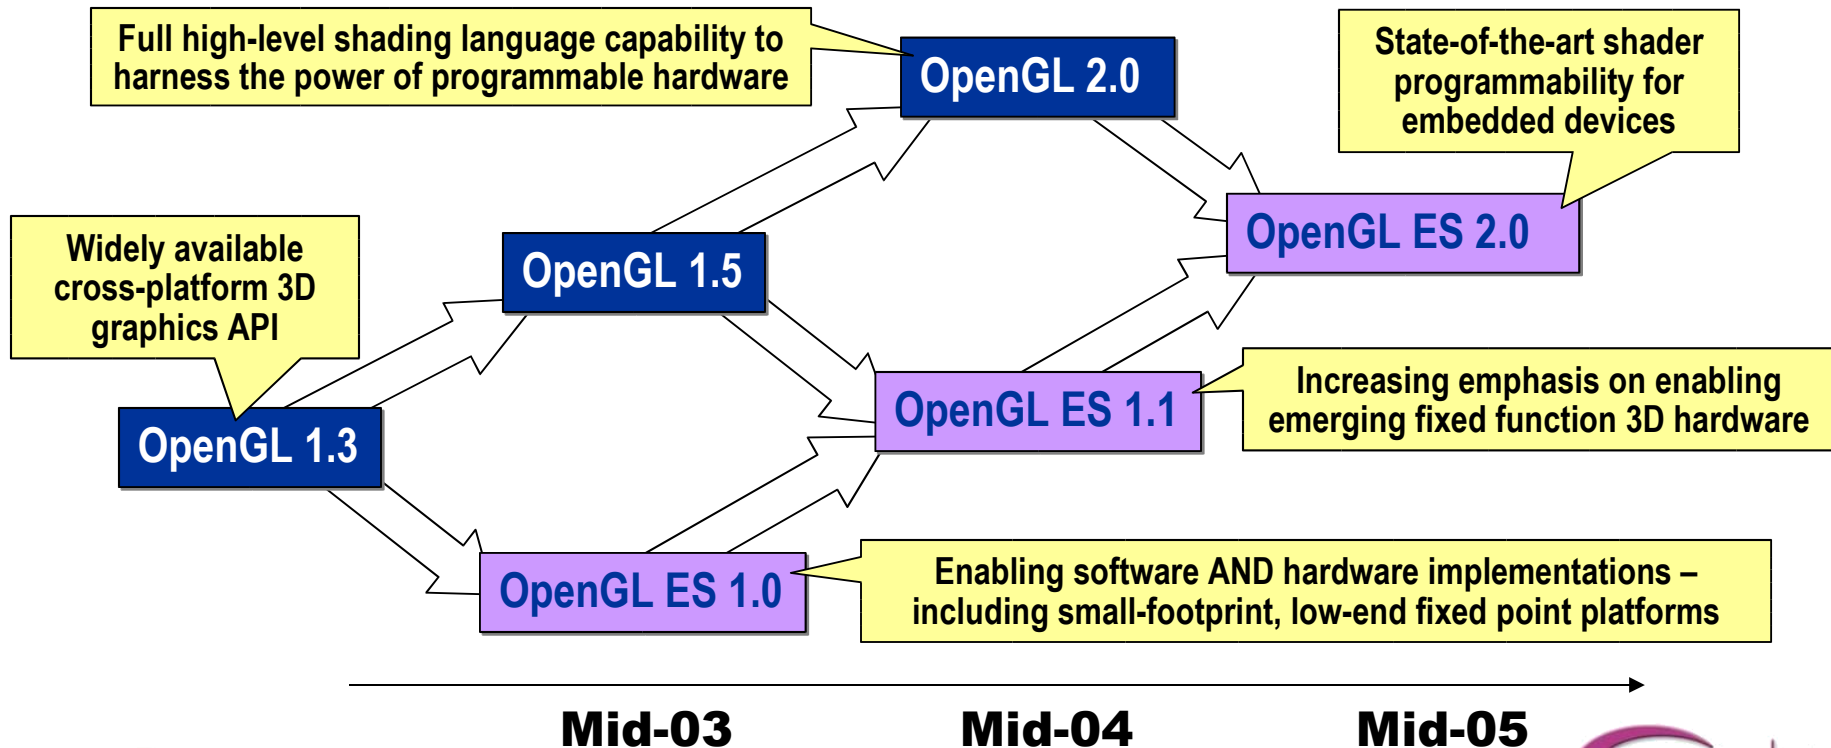 Full high-level shading language capability to
harness the power of programmable hardware
OpenGL 2.0
State-of-the-art shader
programmability for
embedded devices
Widely available
cross-platform 3D
graphics API
OpenGL 1.5
OpenGL ES 2.0
OpenGL 1.3
OpenGL ES 1.1
Increasing emphasis on enabling
emerging fixed function 3D hardware
OpenGL ES 1.0
Enabling software AND hardware implementations –
including small-footprint, low-end fixed point platforms
Mid-03
Mid-04
Mid-05